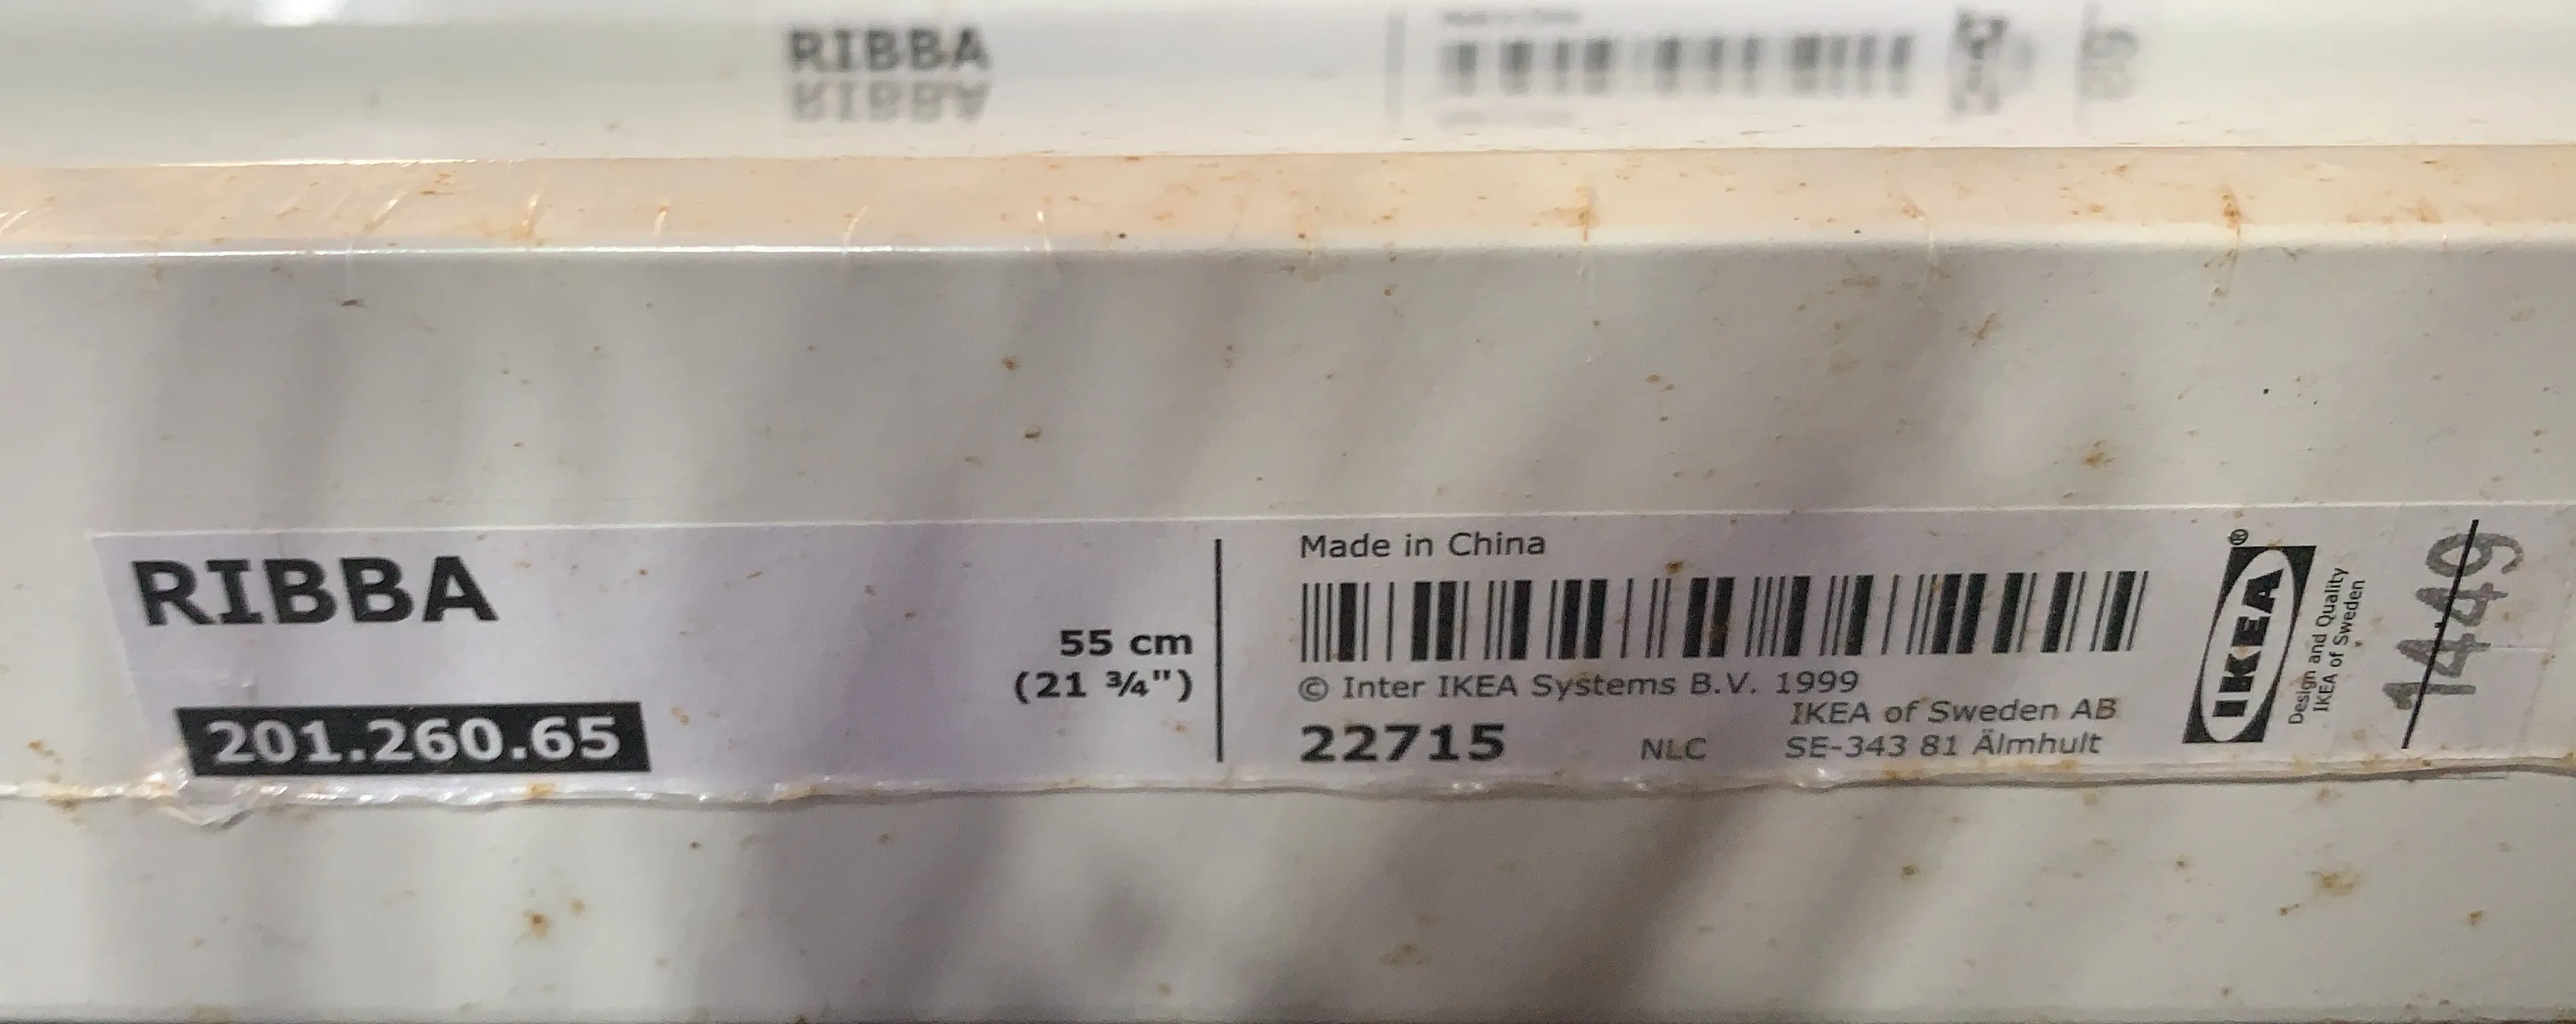 RIBBA
RIBBA
201.260.65
55 cm
(21 ¾")
Made in China
© Inter IKEA Systems B.V. 1999
22715
NLC
IKEA of Sweden AB
SE-343 81 Älmhult
IKEA®
Design and Quality
IKEA of Sweden
1449